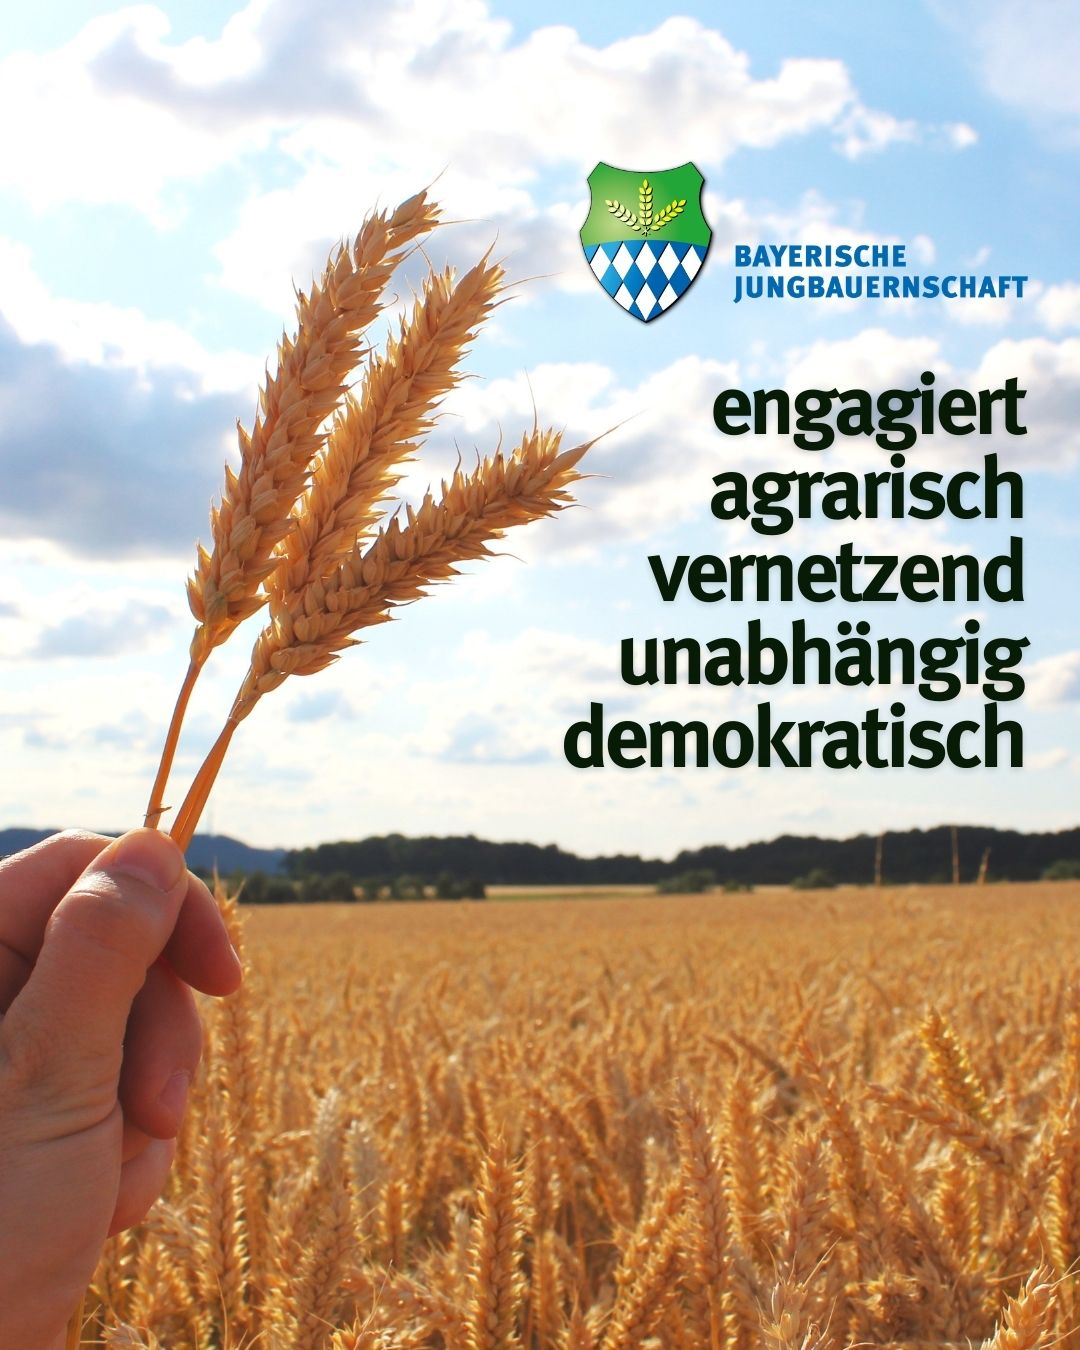 BAYERISCHE
JUNGBAUERNSCHAFT
engagiert
agrarisch
vernetzend
unabhängig
demokratisch